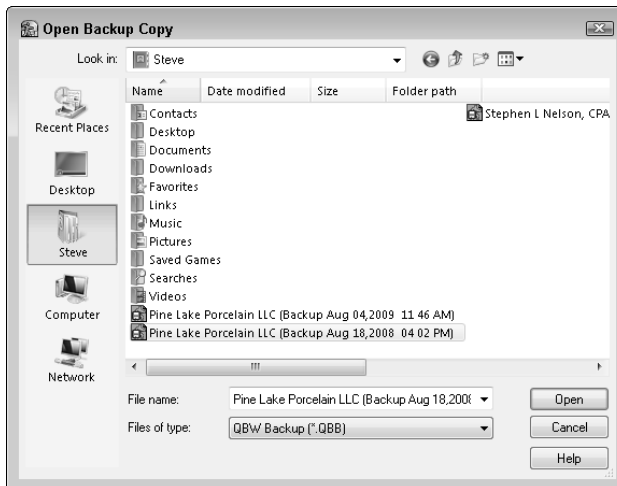 Open Backup Copy
Look in: Steve
Name Date modified Size Folder path
Recent Places
Desktop
Steve
Computer
Network
Contacts
Desktop
Documents
Downloads
Favorites
Links
Music
Pictures
Saved Games
Searches
Videos
Pine Lake Porcelain LLC (Backup Aug 04,2009 11 46 AM)
Pine Lake Porcelain LLC (Backup Aug 18,2008 04 02 PM)
Stephen L Nelson, CPA
File name: Pine Lake Porcelain LLC (Backup Aug 18,2008
Open
Files of type: QBW Backup (*.QBB)
Cancel
Help